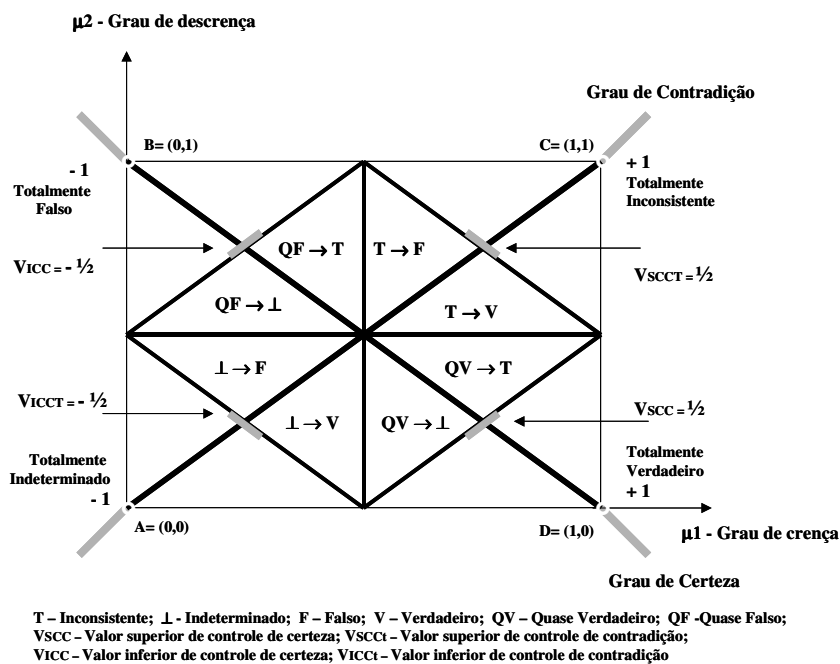 µ2 - Grau de descrença
Grau de Contradição
B= (0,1)
C= (1,1)
- 1
Totalmente
Falso
+ 1
Totalmente
Inconsistente
QF → T
T → F
VICC = - ½
VSCCT = ½
QF → ⊥
T → V
⊥ → F
QV → T
VICCT = - ½
VSCC = ½
⊥ → V
QV → ⊥
Totalmente
Indeterminado
- 1
Totalmente
Verdadeiro
+ 1
A= (0,0)
D= (1,0)
µ1 - Grau de crença
Grau de Certeza
T – Inconsistente; ⊥ - Indeterminado; F – Falso; V – Verdadeiro; QV – Quase Verdadeiro; QF -Quase Falso;
VSCC – Valor superior de controle de certeza; VSCCt – Valor superior de controle de contradição;
VICC – Valor inferior de controle de certeza; VICCt – Valor inferior de controle de contradição